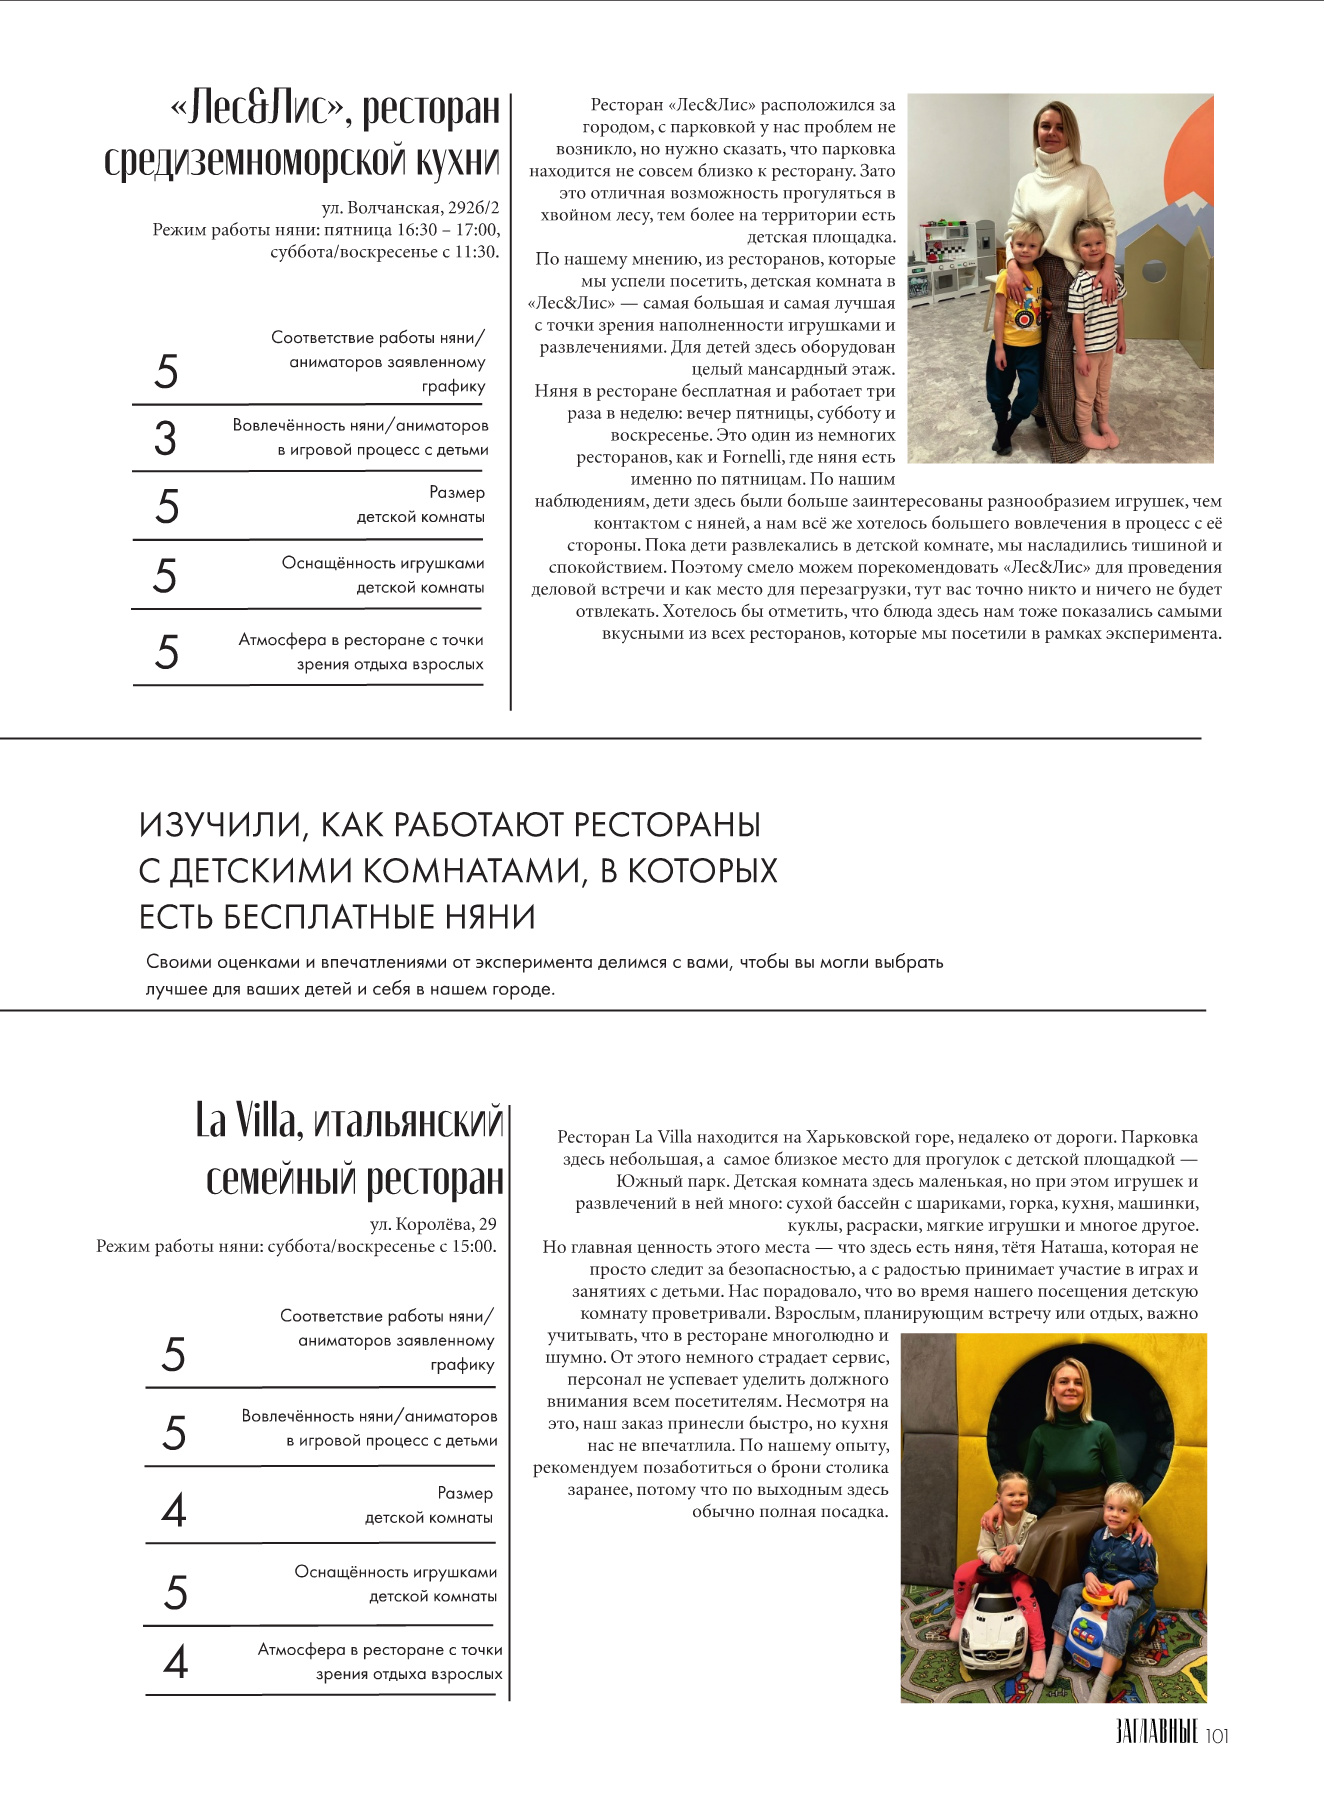 «Лес&Лис», ресторан
средиземноморской кухни
ул. Волчанская, 292б/2
Режим работы няни: пятница 16:30 – 17:00,
суббота/воскресенье с 11:30.
Соответствие работы няни/
аниматоров заявленному
графику
5
Вовлечённость няни/аниматоров
в игровой процесс с детьми
3
Размер
детской комнаты
5
Оснащённость игрушками
детской комнаты
5
Атмосфера в ресторане с точки
зрения отдыха взрослых
5
Ресторан «Лес&Лис» расположился за
городом, с парковкой у нас проблем не
возникло, но нужно сказать, что парковка
находится не совсем близко к ресторану. Зато
это отличная возможность прогуляться в
хвойном лесу, тем более на территории есть
детская площадка.
По нашему мнению, из ресторанов, которые
мы успели посетить, детская комната в
«Лес&Лис» — самая большая и самая лучшая
с точки зрения наполненности игрушками и
развлечениями. Для детей здесь оборудован
целый мансардный этаж.
Няня в ресторане бесплатная и работает три
раза в неделю: вечер пятницы, субботу и
воскресенье. Это один из немногих
ресторанов, как и Fornelli, где няня есть
именно по пятницам. По нашим
наблюдениям, дети здесь были больше заинтересованы разнообразием игрушек, чем
контактом с няней, а нам всё же хотелось большего вовлечения в процесс с её
стороны. Пока дети развлекались в детской комнате, мы насладились тишиной и
спокойствием. Поэтому смело можем порекомендовать «Лес&Лис» для проведения
деловой встречи и как место для перезагрузки, тут вас точно никто и ничего не будет
отвлекать. Хотелось бы отметить, что блюда здесь нам тоже показались самыми
вкусными из всех ресторанов, которые мы посетили в рамках эксперимента.
ИЗУЧИЛИ, КАК РАБОТАЮТ РЕСТОРАНЫ
С ДЕТСКИМИ КОМНАТАМИ, В КОТОРЫХ
ЕСТЬ БЕСПЛАТНЫЕ НЯНИ
Своими оценками и впечатлениями от эксперимента делимся с вами, чтобы вы могли выбрать
лучшее для ваших детей и себя в нашем городе.
La Villa, итальянский
семейный ресторан
ул. Королёва, 29
Режим работы няни: суббота/воскресенье с 15:00.
Соответствие работы няни/
аниматоров заявленному
графику
5
Вовлечённость няни/аниматоров
в игровой процесс с детьми
5
Размер
детской комнаты
4
Оснащённость игрушками
детской комнаты
5
Атмосфера в ресторане с точки
зрения отдыха взрослых
4
Ресторан La Villa находится на Харьковской горе, недалеко от дороги. Парковка
здесь небольшая, а самое близкое место для прогулок с детской площадкой —
Южный парк. Детская комната здесь маленькая, но при этом игрушек и
развлечений в ней много: сухой бассейн с шариками, горка, кухня, машинки,
куклы, расраски, мягкие игрушки и многое другое.
Но главная ценность этого места — что здесь есть няня, тётя Наташа, которая не
просто следит за безопасностью, а с радостью принимает участие в играх и
занятиях с детьми. Нас порадовало, что во время нашего посещения детскую
комнату проветривали. Взрослым, планирующим встречу или отдых, важно
учитывать, что в ресторане многолюдно и
шумно. От этого немного страдает сервис,
персонал не успевает уделить должного
внимания всем посетителям. Несмотря на
это, наш заказ принесли быстро, но кухня
нас не впечатлила. По нашему опыту,
рекомендуем позаботиться о брони столика
заранее, потому что по выходным здесь
обычно полная посадка.
ЗАГЛАВНЫЕ 101